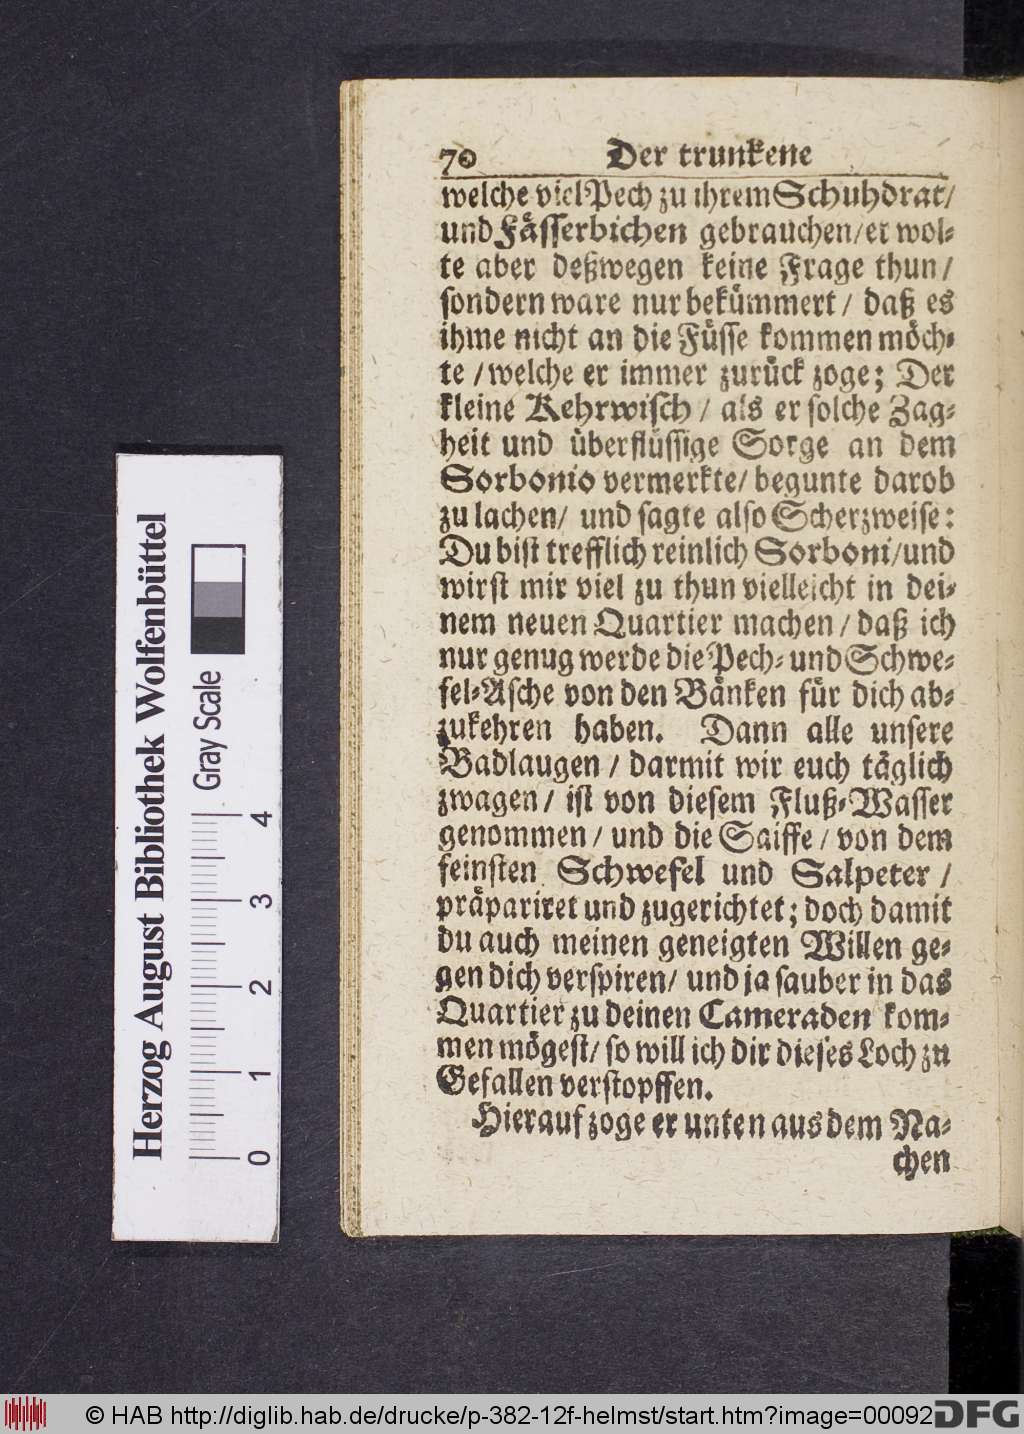 70 Der trunkene
welche viel Pech zu ihrem Schuhdrat/
und Fässerbichen gebrauchen/er wol-
te aber deßwegen keine Frage thun/
sondern ware nur bekümmert/ daß es
ihme nicht an die Füsse kommen möch-
te /welche er immer zurück zoge; Der
kleine Kehrwisch/ als er solche Zag-
heit und überflüssige Sorge an dem
Sorbonio vermerkte/ begunte darob
zu lachen/ und sagte also Scherzweise:
Du bist trefflich reinlich Sorboni/und
wirst mir viel zu thun vielleicht in dei-
nem neuen Quartier machen/ daß ich
nur genug werde die Pech- und Schwe-
fel-Asche von den Bänken für dich ab-
zukehren haben. Dann alle unsere
Badlaugen / darmit wir euch täglich
zwagen/ ist von diesem Fluß-Wasser
genommen/ und die Saiffe/ von dem
feinsten Schwefel und Salpeter /
präpariret und zugerichtet; doch damit
du auch meinen geneigten Willen ge-
gen dich verspiren/ und ja sauber in das
Quartier zu deinen Cameraden kom-
men mögest/ so will ich dir dieses Loch zu
Gefallen verstopffen.
Hierauf zoge er unten aus dem Na-
chen
Herzog August Bibliothek Wolfenbüttel
Gray Scale
0 1 2 3 4
© HAB http://diglib.hab.de/drucke/p-382-12f-helmst/start.htm?image=00092
DFG